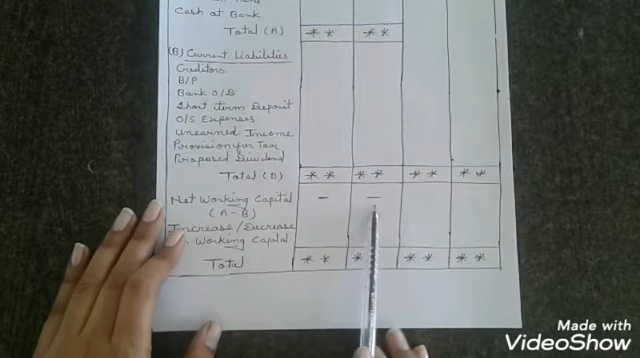 Cash at Bank
Total (A) ** **
(B) Current Liabilities
Creditors
B/P
Bank O/D
Short term Deposit
O/S Expenses
Unearned Income
Provision for Tax
Proposed Dividend
Total (B) ** ** ** **
Net Working Capital — —
(A-B)
Increase/Decrease
in Working Capital
Total ** * ** **
Made with
VideoShow